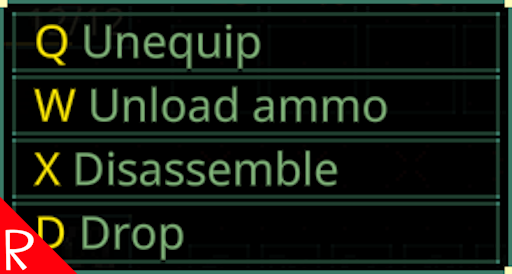 Q Unequip
W Unload ammo
X Disassemble
D Drop
R